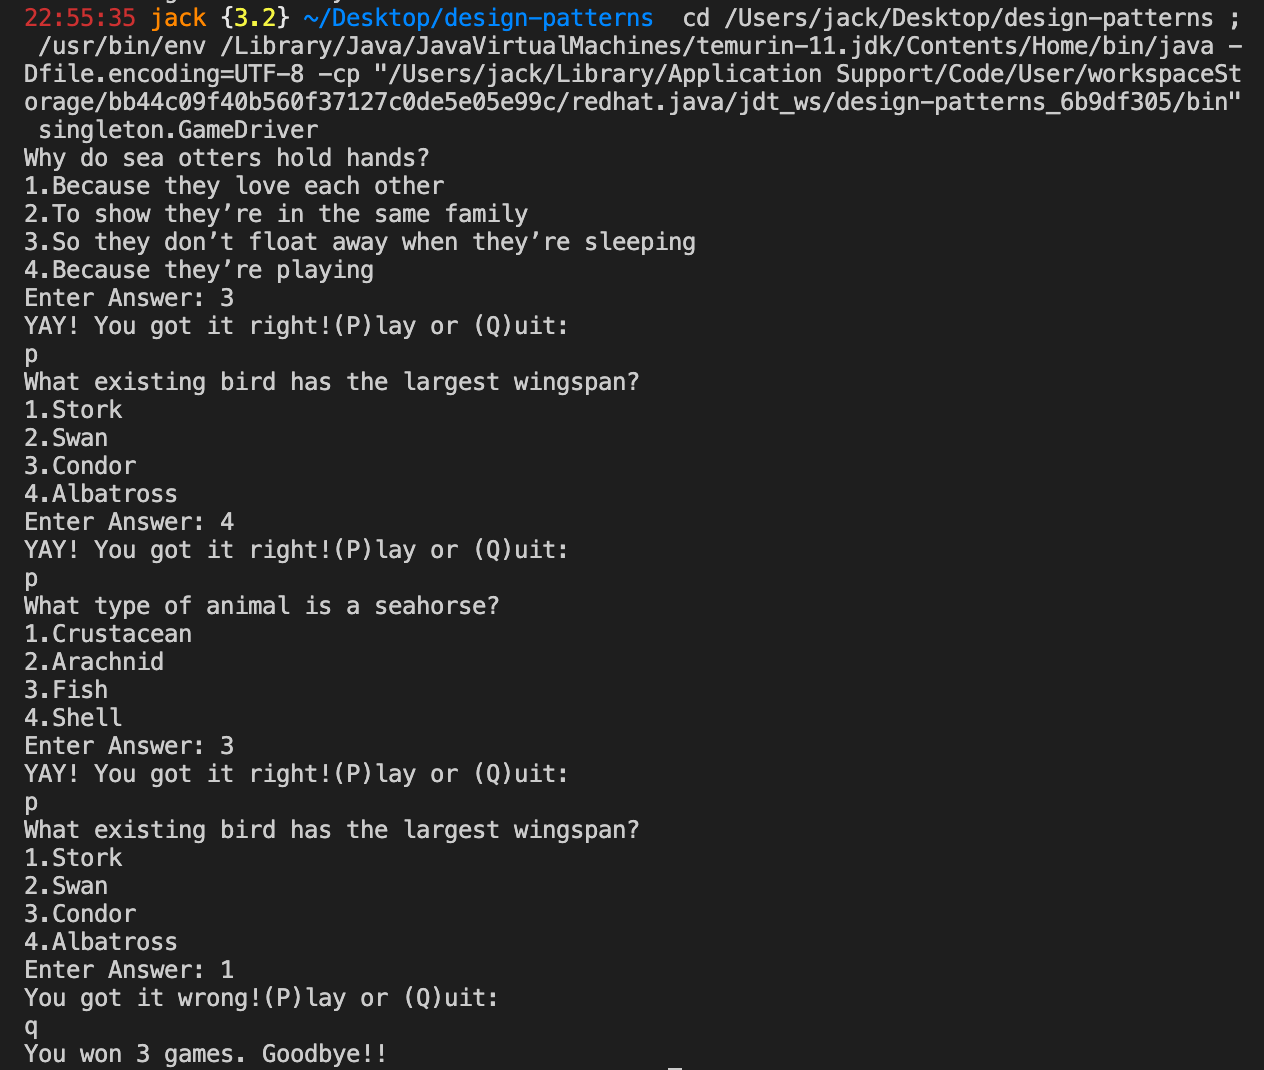 22:55:35 jack {3.2} ~/Desktop/design-patterns  cd /Users/jack/Desktop/design-patterns ;
 /usr/bin/env /Library/Java/JavaVirtualMachines/temurin-11.jdk/Contents/Home/bin/java -
Dfile.encoding=UTF-8 -cp "/Users/jack/Library/Application Support/Code/User/workspaceSt
orage/bb44c09f40b560f37127c0de5e05e99c/redhat.java/jdt_ws/design-patterns_6b9df305/bin"
 singleton.GameDriver
Why do sea otters hold hands?
1.Because they love each other
2.To show they’re in the same family
3.So they don’t float away when they’re sleeping
4.Because they’re playing
Enter Answer: 3
YAY! You got it right!(P)lay or (Q)uit:
p
What existing bird has the largest wingspan?
1.Stork
2.Swan
3.Condor
4.Albatross
Enter Answer: 4
YAY! You got it right!(P)lay or (Q)uit:
p
What type of animal is a seahorse?
1.Crustacean
2.Arachnid
3.Fish
4.Shell
Enter Answer: 3
YAY! You got it right!(P)lay or (Q)uit:
p
What existing bird has the largest wingspan?
1.Stork
2.Swan
3.Condor
4.Albatross
Enter Answer: 1
You got it wrong!(P)lay or (Q)uit:
q
You won 3 games. Goodbye!!